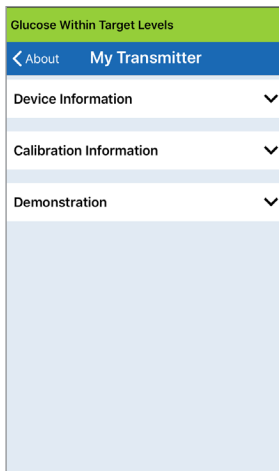 Glucose Within Target Levels
About My Transmitter
Device Information
Calibration Information
Demonstration